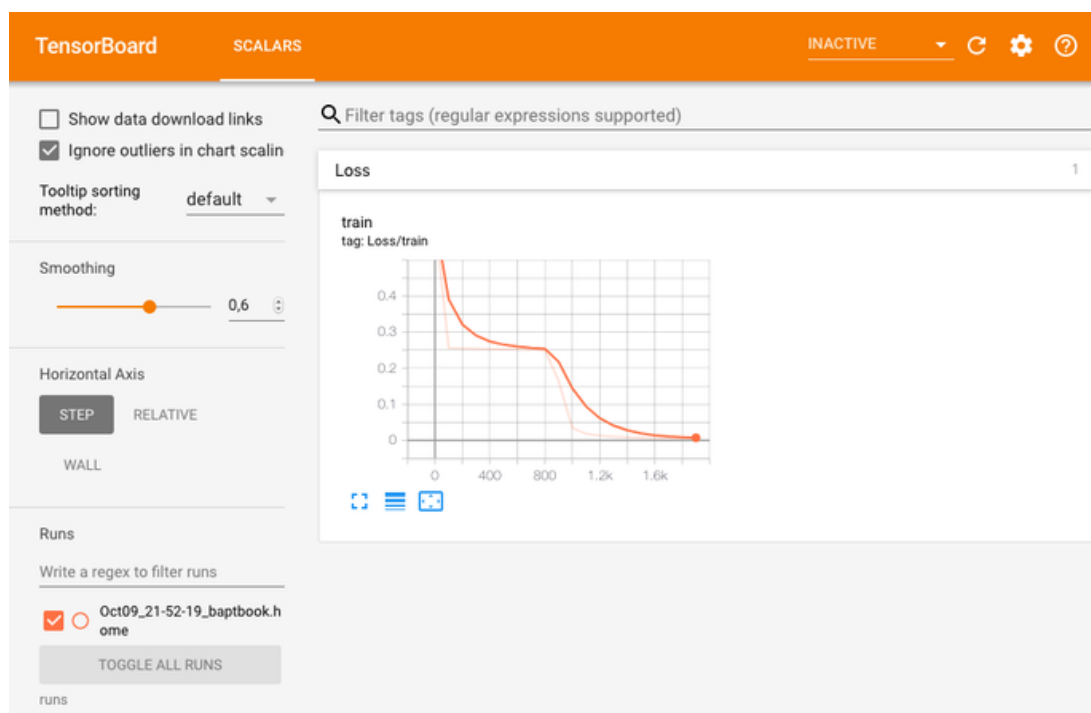 TensorBoard
SCALARS
INACTIVE
Show data download links
Ignore outliers in chart scalin
Tooltip sorting
method:
default
Smoothing
0,6
Horizontal Axis
STEP
RELATIVE
WALL
Runs
Write a regex to filter runs
Oct09_21-52-19_baptbook.h
ome
TOGGLE ALL RUNS
runs
Filter tags (regular expressions supported)
Loss
1
train
tag: Loss/train
0.4
0.3
0.2
0.1
0
0
400
800
1.2k
1.6k